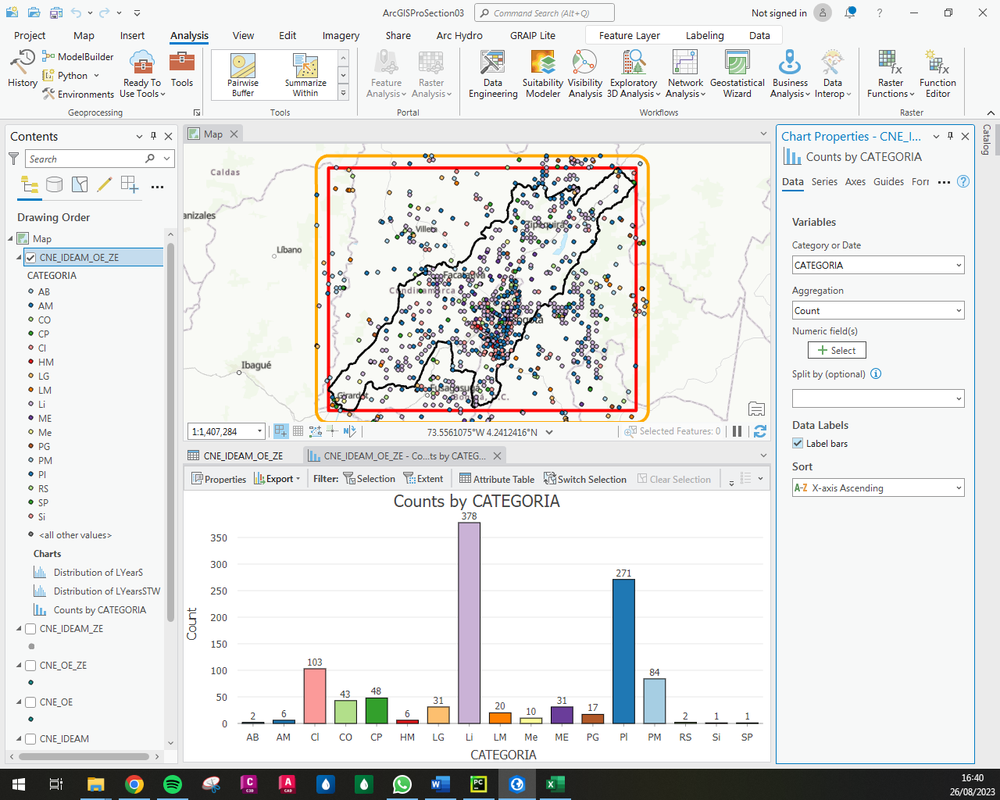 ArcGISProSection03
Command Search (Alt+Q)
Not signed in
?
Project
Map
Insert
Analysis
View
Edit
Imagery
Share
Arc Hydro
GRAIP Lite
Feature Layer
Labeling
Data
History
ModelBuilder
Python
Environments
Ready To Use Tools
Tools
Geoprocessing
Pairwise Buffer
Summarize Within
Tools
Feature Analysis
Raster Analysis
Portal
Data Engineering
Suitability Modeler
Visibility Analysis
Exploratory 3D Analysis
Network Analysis
Geostatistical Wizard
Business Analysis
Data Interop
Workflows
Raster Functions
Function Editor
Raster
Contents
Search
Drawing Order
Map
CNE_IDEAM_OE_ZE
CATEGORIA
AB
AM
CO
CP
Cl
HM
LG
LM
Li
ME
Me
PG
PM
Pl
RS
SP
Si
<all other values>
Charts
Distribution of LYearS
Distribution of LYearsSTW
Counts by CATEGORIA
CNE_IDEAM_ZE
CNE_OE_ZE
CNE_OE
CNE_IDEAM
Map
Caldas
anizales
Líbano
Ibagué
Villeta
Zipaquirá
Facatativá
Cundinamarca
Girardot
Fusagasugá
1:1,407,284
73.5561075°W 4.2412416°N
Selected Features: 0
CNE_IDEAM_OE_ZE
CNE_IDEAM_OE_ZE - Co...ts by CATEG...
Properties
Export
Filter:
Selection
Extent
Attribute Table
Switch Selection
Clear Selection
Counts by CATEGORIA
Count
350
300
250
200
150
100
50
0
2
6
103
43
48
6
31
378
20
10
31
17
271
84
2
1
1
AB AM Cl CO CP HM LG Li LM Me ME PG Pl PM RS Si SP
CATEGORIA
Chart Properties - CNE_I...
Counts by CATEGORIA
Data
Series
Axes
Guides
Forr
?
Variables
Category or Date
CATEGORIA
Aggregation
Count
Numeric field(s)
Select
Split by (optional)
Data Labels
Label bars
Sort
A-Z X-axis Ascending
Catalog
16:40
26/08/2023